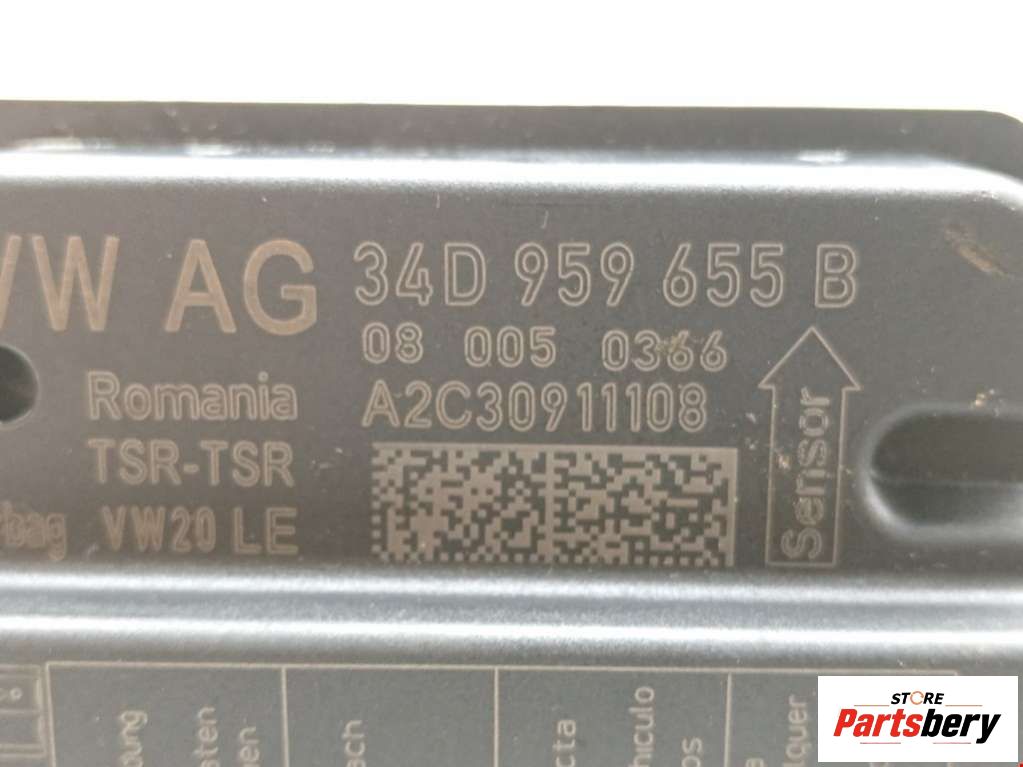 VW AG 34D 959 655 B
08 005 0366
Romania A2C30911108
TSR-TSR
VW20 LE
Sensor
STORE
Partsbery